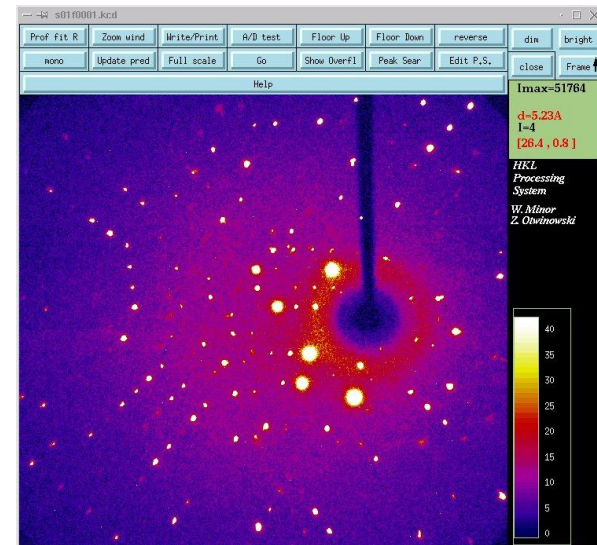 s01f0001.kcd
Prof fit R Zoom wind Write/Print A/D test Floor Up Floor Down reverse dim bright
mono Update pred Full scale Go Show Overfl Peak Sear Edit P.S. close Frame
Help
Imax=51764
d=5.23A
I=4
[26.4 , 0.8 ]
HKL
Processing
System
W. Minor
Z. Otwinowski
40
35
30
25
20
15
10
5
0